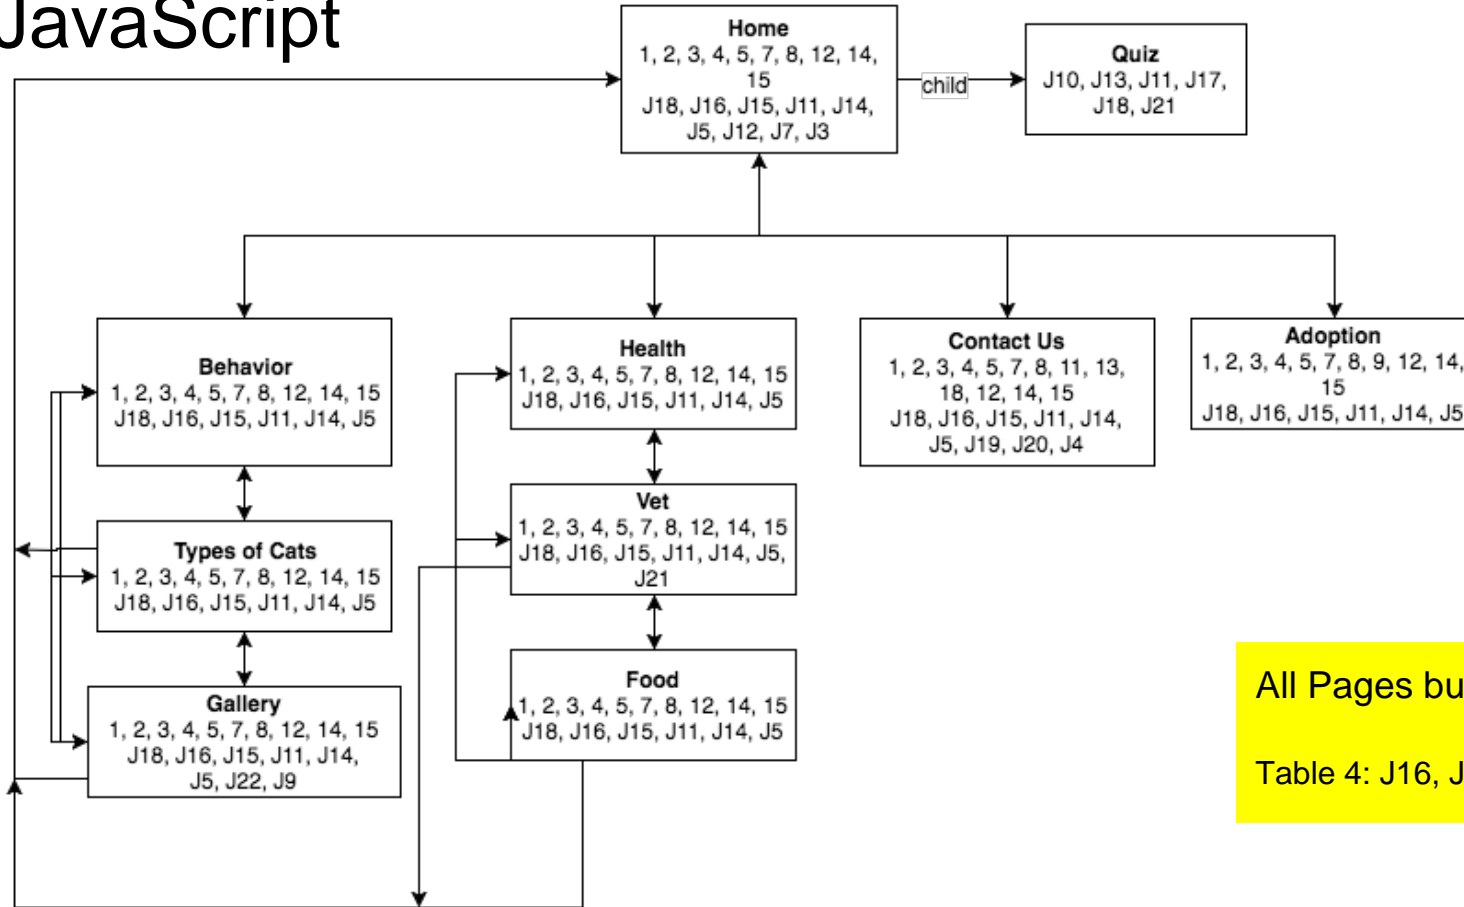 JavaScript
Home
1, 2, 3, 4, 5, 7, 8, 12, 14,
15
J18, J16, J15, J11, J14,
J5, J12, J7, J3
child
Quiz
J10, J13, J11, J17,
J18, J21
Behavior
1, 2, 3, 4, 5, 7, 8, 12, 14, 15
J18, J16, J15, J11, J14, J5
Health
1, 2, 3, 4, 5, 7, 8, 12, 14, 15
J18, J16, J15, J11, J14, J5
Contact Us
1, 2, 3, 4, 5, 7, 8, 11, 13,
18, 12, 14, 15
J18, J16, J15, J11, J14,
J5, J19, J20, J4
Adoption
1, 2, 3, 4, 5, 7, 8, 9, 12, 14,
15
J18, J16, J15, J11, J14, J5
Types of Cats
1, 2, 3, 4, 5, 7, 8, 12, 14, 15
J18, J16, J15, J11, J14, J5
Vet
1, 2, 3, 4, 5, 7, 8, 12, 14, 15
J18, J16, J15, J11, J14, J5,
J21
Gallery
1, 2, 3, 4, 5, 7, 8, 12, 14, 15
J18, J16, J15, J11, J14,
J5, J22, J9
Food
1, 2, 3, 4, 5, 7, 8, 12, 14, 15
J18, J16, J15, J11, J14, J5
All Pages
Table 4: J16,